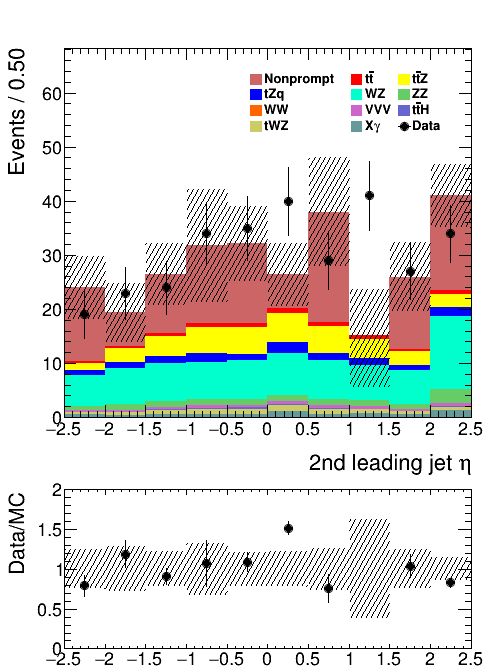 Events / 0.50
60
50
40
30
20
10
0
Nonprompt tt̄ tt̄Z
tZq WZ ZZ
WW VVV tt̄H
tWZ Xγ Data
−2.5 −2 −1.5 −1 −0.5 0 0.5 1 1.5 2 2.5
2nd leading jet η
Data/MC
2
1.5
1
0.5
0
−2.5 −2 −1.5 −1 −0.5 0 0.5 1 1.5 2 2.5